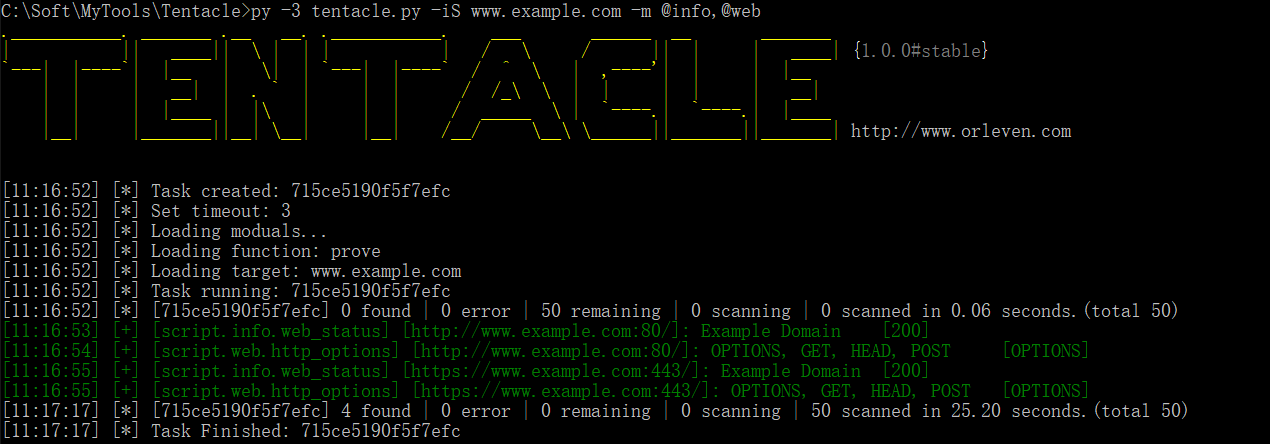 C:\Soft\MyTools\Tentacle>py -3 tentacle.py -iS www.example.com -m @info,@web
TENTACLE
{1.0.0#stable}
http://www.orleven.com
[11:16:52] [*] Task created: 715ce5190f5f7efc
[11:16:52] [*] Set timeout: 3
[11:16:52] [*] Loading moduals...
[11:16:52] [*] Loading function: prove
[11:16:52] [*] Loading target: www.example.com
[11:16:52] [*] Task running: 715ce5190f5f7efc
[11:16:52] [*] [715ce5190f5f7efc] 0 found | 0 error | 50 remaining | 0 scanning | 0 scanned in 0.06 seconds.(total 50)
[11:16:53] [+] [script.info.web_status] [http://www.example.com:80/]: Example Domain [200]
[11:16:54] [+] [script.web.http_options] [http://www.example.com:80/]: OPTIONS, GET, HEAD, POST [OPTIONS]
[11:16:55] [+] [script.info.web_status] [https://www.example.com:443/]: Example Domain [200]
[11:16:55] [+] [script.web.http_options] [https://www.example.com:443/]: OPTIONS, GET, HEAD, POST [OPTIONS]
[11:17:17] [*] [715ce5190f5f7efc] 4 found | 0 error | 0 remaining | 0 scanning | 50 scanned in 25.20 seconds.(total 50)
[11:17:17] [*] Task Finished: 715ce5190f5f7efc